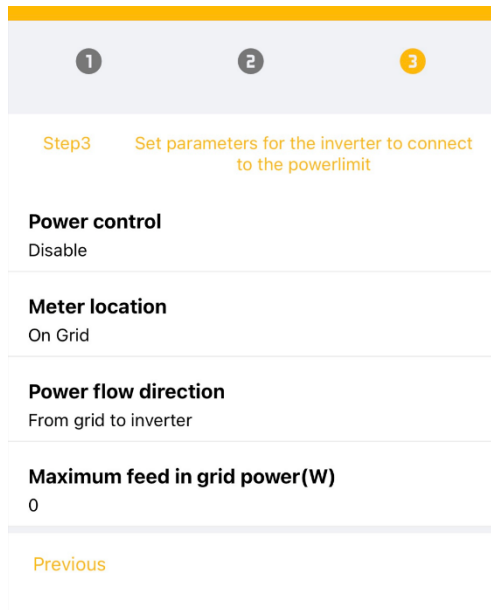 1 2 3
Step3 Set parameters for the inverter to connect
to the powerlimit
Power control
Disable
Meter location
On Grid
Power flow direction
From grid to inverter
Maximum feed in grid power(W)
0
Previous